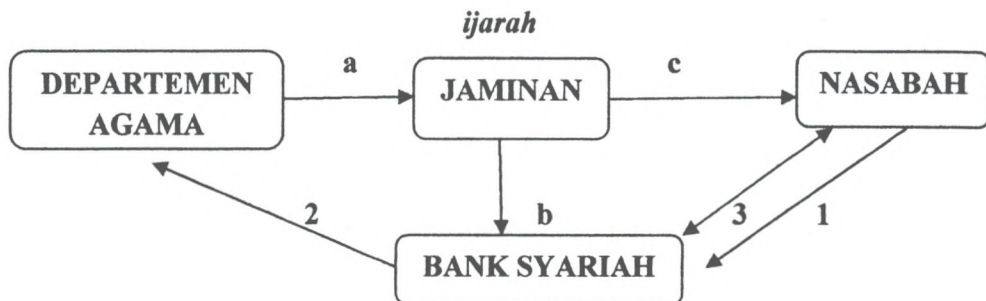 ijarah
DEPARTEMEN
AGAMA
a
JAMINAN
c
NASABAH
2
b
3
1
BANK SYARIAH